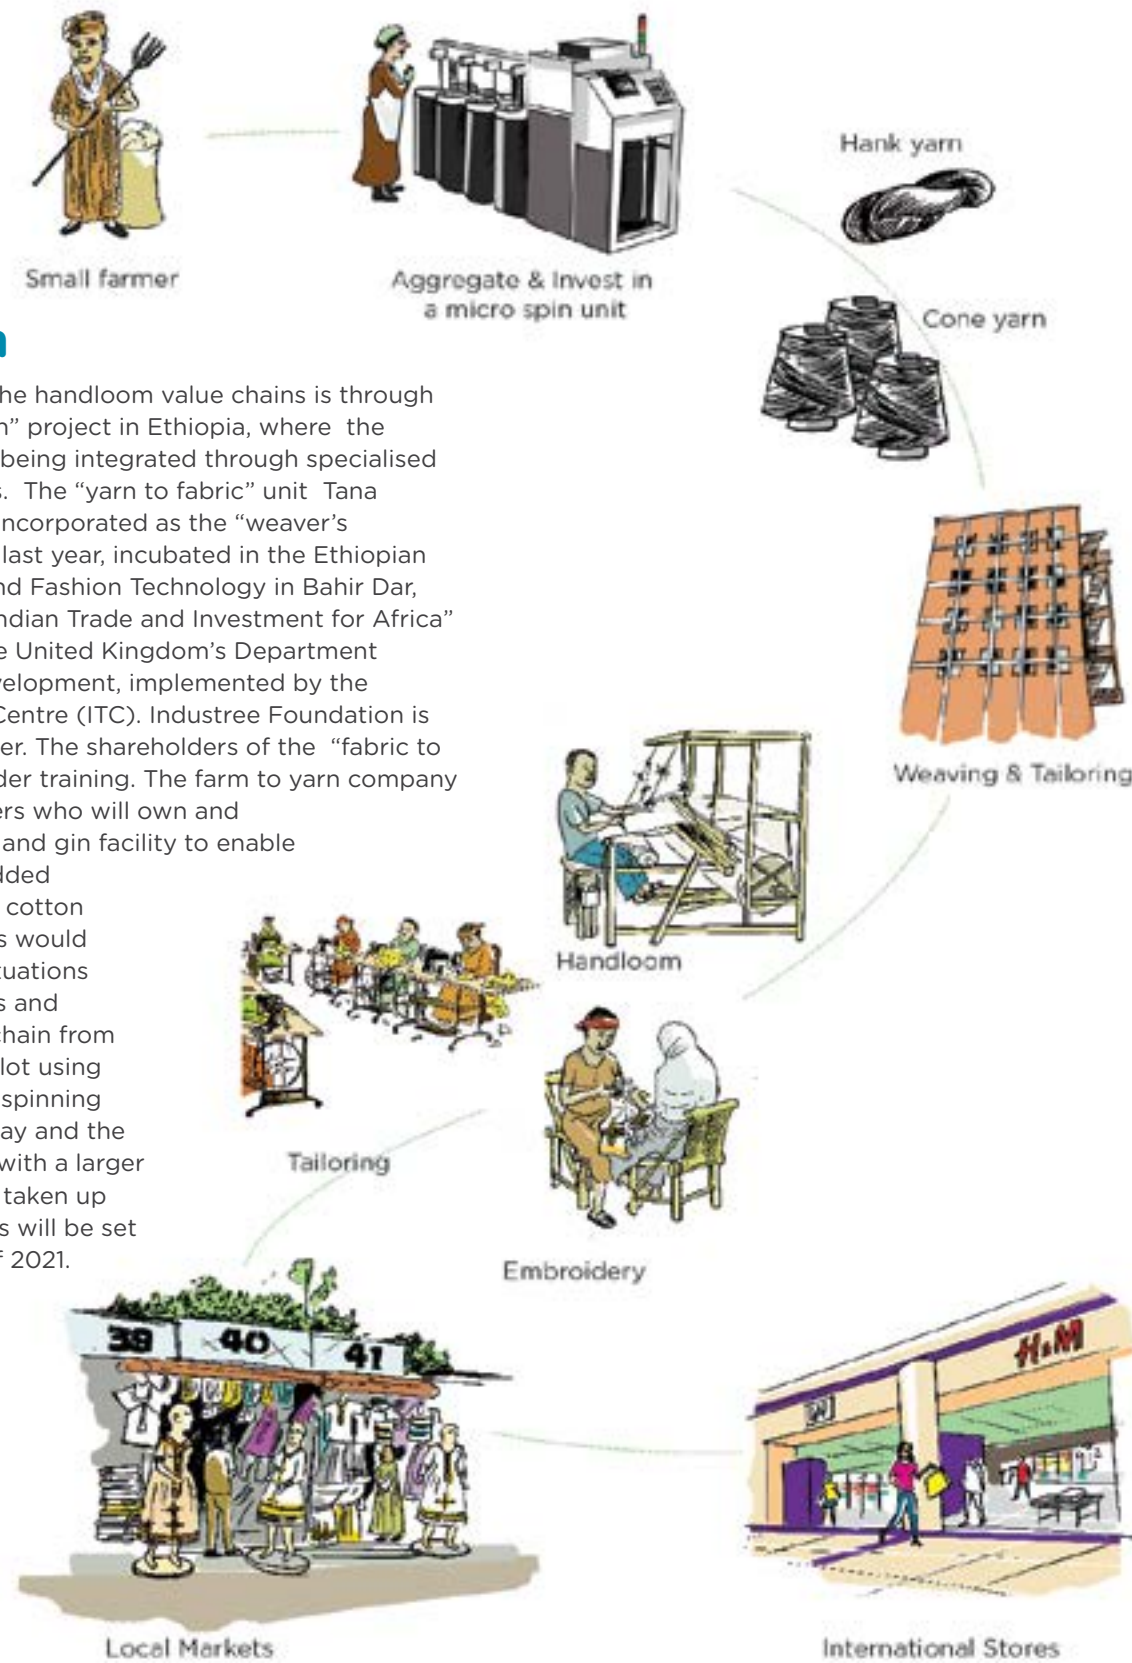 Small farmer
Aggregate & Invest in
a micro spin unit
Hank yarn
Cone yarn
he handloom value chains is through
n” project in Ethiopia, where the
being integrated through specialised
s. The “yarn to fabric” unit Tana
ncorporated as the “weaver’s
last year, incubated in the Ethiopian
nd Fashion Technology in Bahir Dar,
ndian Trade and Investment for Africa”
e United Kingdom’s Department
velopment, implemented by the
Centre (ITC). Industree Foundation is
er. The shareholders of the “fabric to
der training. The farm to yarn company
ers who will own and
and gin facility to enable
dded
cotton
s would
tuations
s and
chain from
lot using
spinning
ay and the
with a larger
taken up
s will be set
f 2021.
Weaving & Tailoring
Handloom
Tailoring
Embroidery
39 40 41
H&M
Local Markets
International Stores